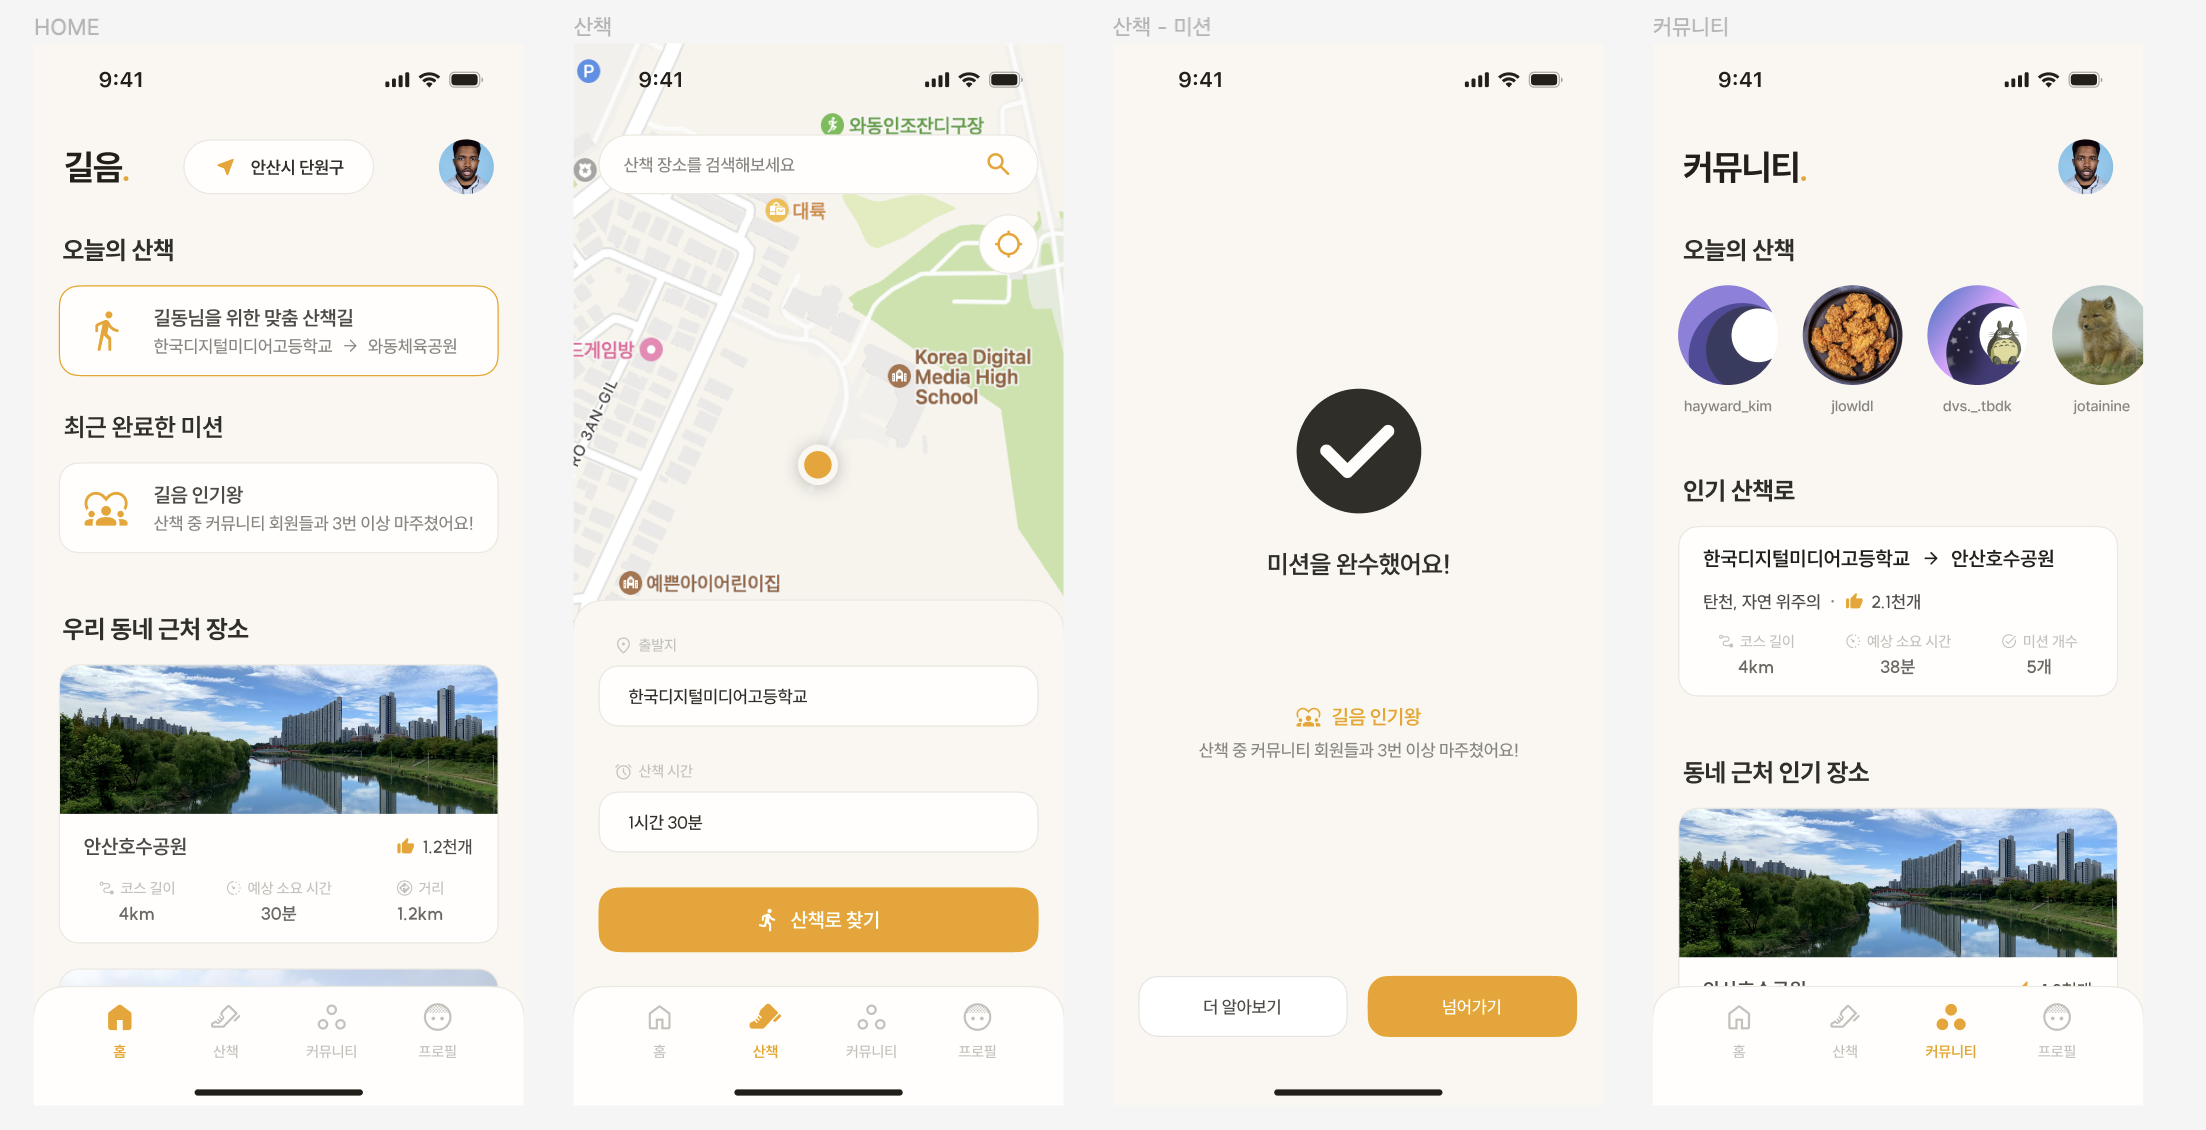 HOME
9:41
길음.
안산시 단원구
오늘의 산책
길동님을 위한 맞춤 산책길
한국디지털미디어고등학교 → 와동체육공원
최근 완료한 미션
길음 인기왕
산책 중 커뮤니티 회원들과 3번 이상 마주쳤어요!
우리 동네 근처 장소
안산호수공원
1.2천개
코스 길이 예상 소요 시간 거리
4km 30분 1.2km
홈 산책 커뮤니티 프로필
산책
P
9:41
와동인조잔디구장
산책 장소를 검색해보세요
대륙
드게임방
Korea Digital
Media High
School
RO 3AN-GIL
예쁜아이어린이집
출발지
한국디지털미디어고등학교
산책 시간
1시간 30분
산책로 찾기
홈 산책 커뮤니티 프로필
산책 - 미션
9:41
미션을 완수했어요!
길음 인기왕
산책 중 커뮤니티 회원들과 3번 이상 마주쳤어요!
더 알아보기 넘어가기
커뮤니티
9:41
커뮤니티.
오늘의 산책
hayward_kim jlowldl dvs._.tbdk jotainine
인기 산책로
한국디지털미디어고등학교 → 안산호수공원
탄천, 자연 위주의 · 2.1천개
코스 길이 예상 소요 시간 미션 개수
4km 38분 5개
동네 근처 인기 장소
홈 산책 커뮤니티 프로필